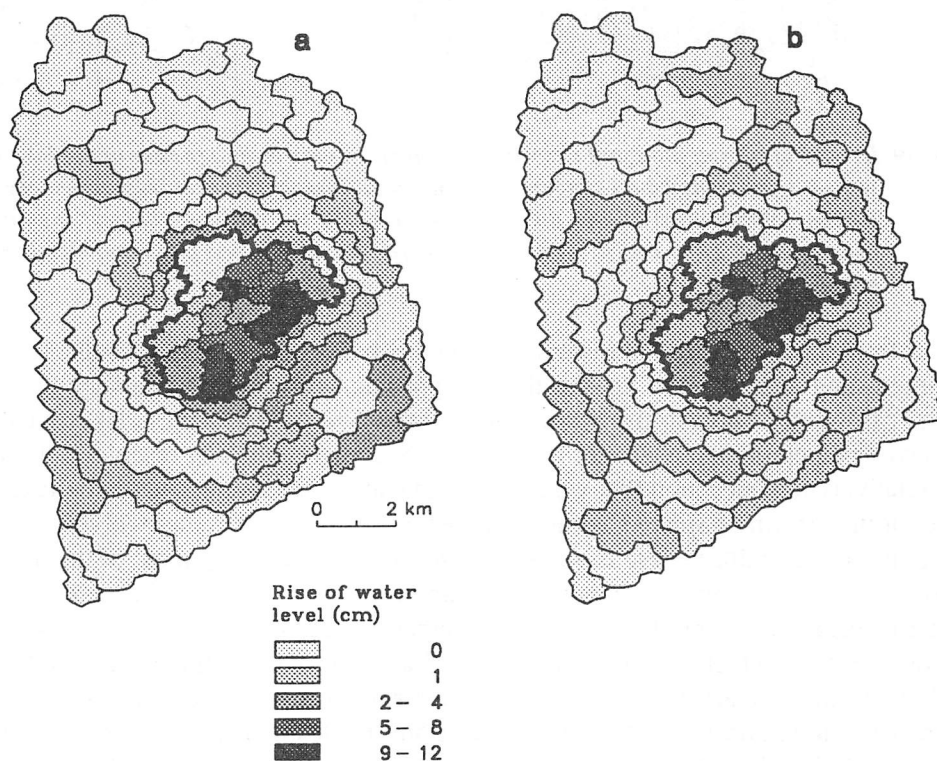 a
b
0 2 km
Rise of water
level (cm)
0
1
2 – 4
5 – 8
9 – 12